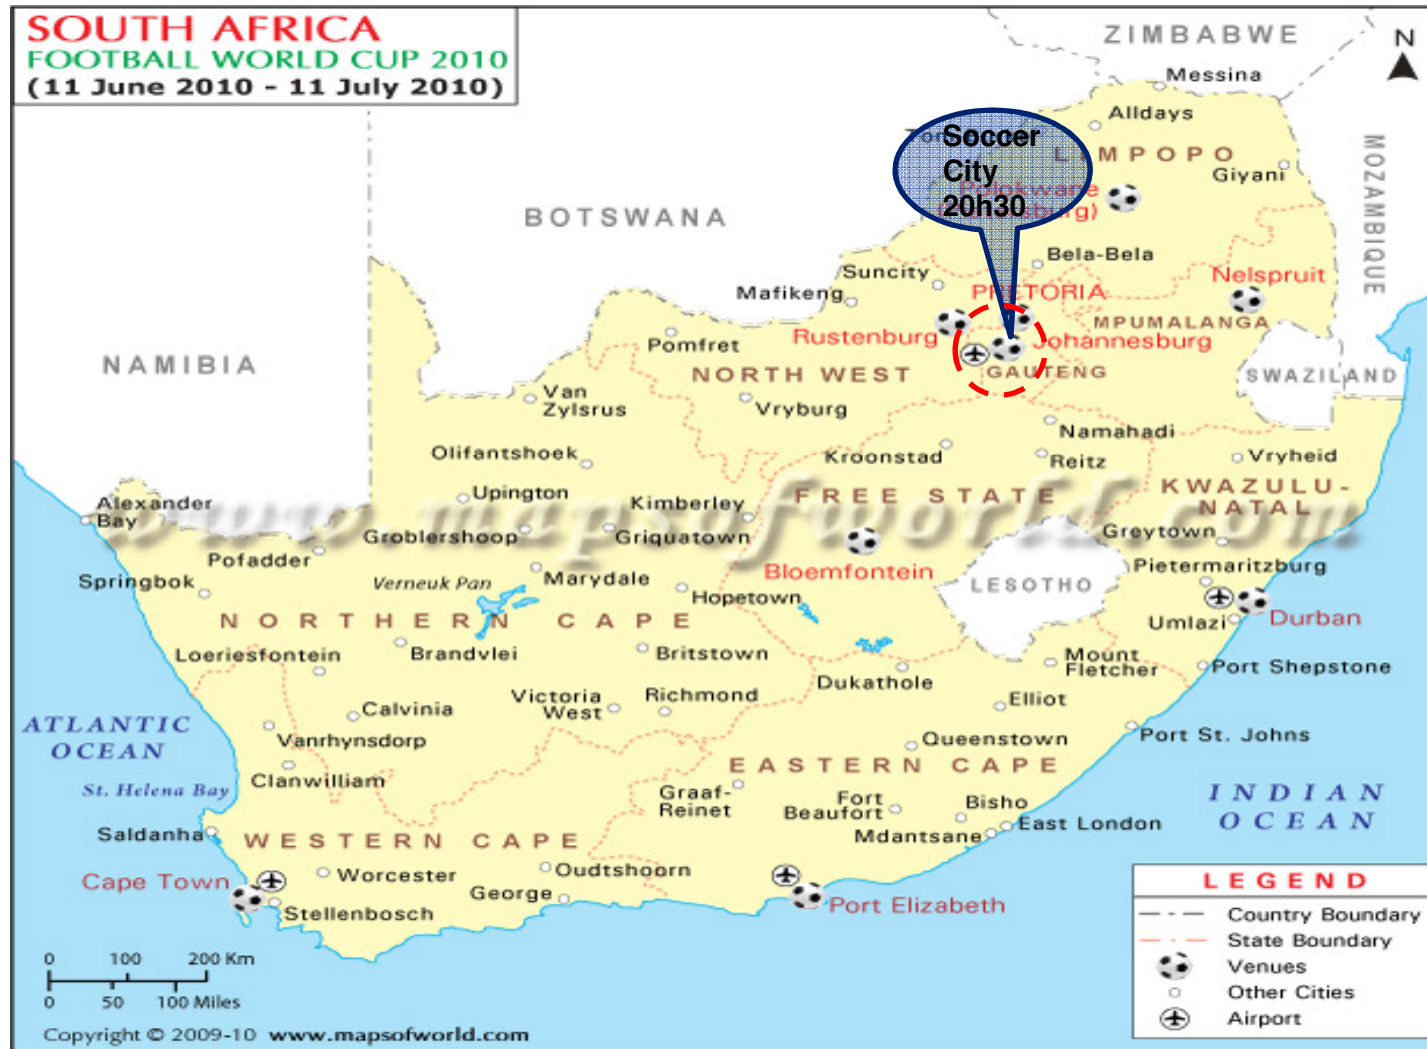 SOUTH AFRICA
FOOTBALL WORLD CUP 2010
(11 June 2010 - 11 July 2010)
ZIMBABWE
N
Messina
Alldays
MOZAMBIQUE
Soccer
City
20h30
LIMPOPO
Giyani
BOTSWANA
Bela-Bela
Suncity
Nelspruit
Mafikeng
PRETORIA
MPUMALANGA
Rustenburg
Johannesburg
Pomfret
NAMIBIA
NORTH WEST
GAUTENG
SWAZILAND
Van
Zylsrus
Vryburg
Namahadi
Olifantshoek
Kroonstad
Reitz
Vryheid
Upington
Kimberley
FREE STATE
KWAZULU-
NATAL
Alexander
Bay
www.mapsofworld.com
Groblershoop
Griquatown
Greytown
Pofadder
Springbok
Verneuk Pan
Marydale
Bloemfontein
LESOTHO
Pietermaritzburg
Hopetown
NORTHERN CAPE
Umlazi
Durban
Loeriesfontein
Brandvlei
Britstown
Mount
Fletcher
Port Shepstone
Dukathole
Victoria
West
Richmond
Elliot
Calvinia
ATLANTIC
OCEAN
Vanrhynsdorp
Queenstown
Port St. Johns
Clanwilliam
EASTERN CAPE
St. Helena Bay
Graaf-
Reinet
Fort
Beaufort
Bisho
INDIAN
OCEAN
Saldanha
WESTERN CAPE
Mdantsane
East London
Cape Town
Worcester
Oudtshoorn
George
Stellenbosch
Port Elizabeth
LEGEND
Country Boundary
State Boundary
Venues
Other Cities
Airport
0 100 200 Km
0 50 100 Miles
Copyright © 2009-10 www.mapsofworld.com